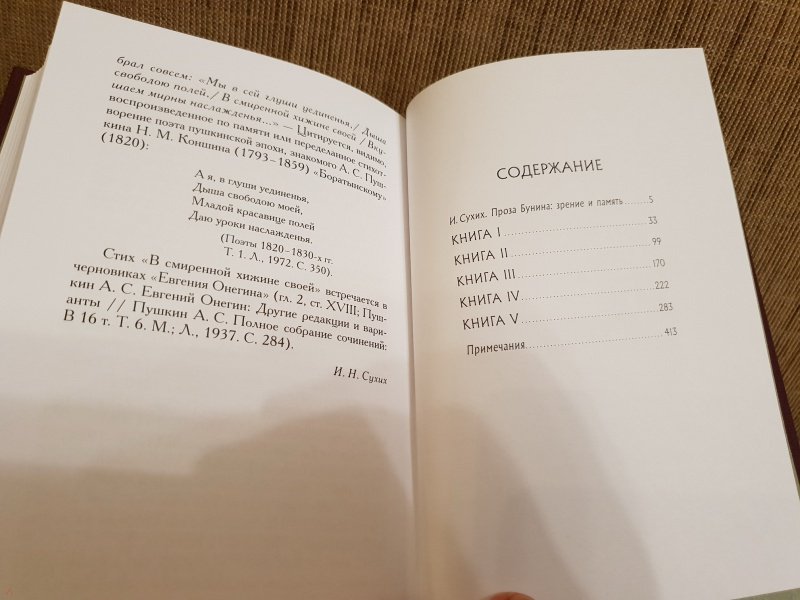 брал совсем: «Мы в сей глуши уединенья./ Дыша
свободою полей./ В смиренной хижине своей / Вку-
шаем мирны наслажденья...» — Цитируется, видимо,
воспроизведенное по памяти или переделанное стихот-
ворение поэта пушкинской эпохи, знакомого А. С. Пуш-
кина Н. М. Коншина (1793–1859) «Боратынскому»
(1820):
А я, в глуши уединенья,
Дыша свободою моей,
Младой красавице полей
Даю уроки наслажденья.
(Поэты 1820–1830-х гг.
Т. 1. Л., 1972. С. 350).
Стих «В смиренной хижине своей» встречается в
черновиках «Евгения Онегина» (гл. 2, ст. XVIII; Пуш-
кин А. С. Евгений Онегин: Другие редакции и вари-
анты // Пушкин А. С. Полное собрание сочинений:
В 16 т. Т. 6. М.; Л., 1937. С. 284).
И. Н. Сухих
СОДЕРЖАНИЕ
И. Сухих. Проза Бунина: зрение и память ....... 5
КНИГА I ....... 33
КНИГА II ....... 99
КНИГА III ....... 170
КНИГА IV ....... 222
КНИГА V ....... 283
Примечания ....... 413